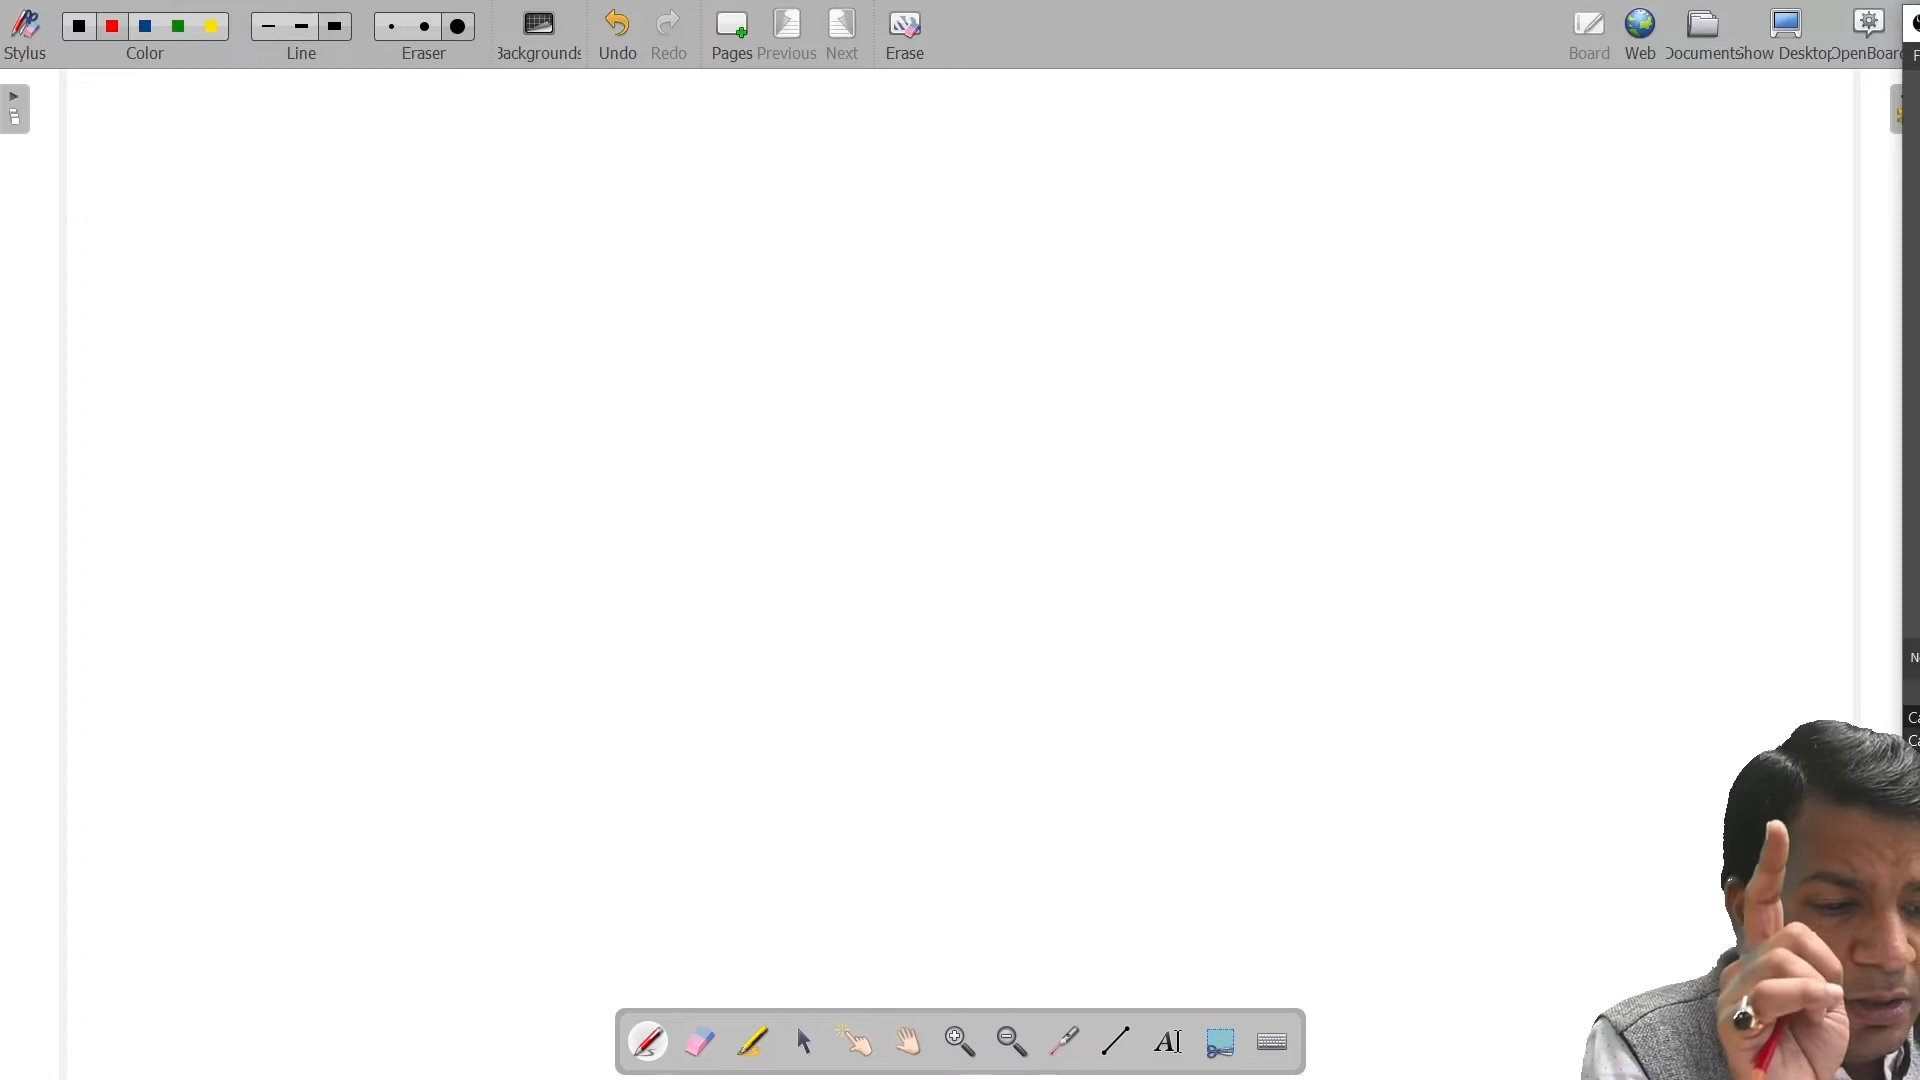 Stylus
Color
Line
Eraser
Backgrounds
Undo
Redo
Pages
Previous
Next
Erase
Board
Web
Documents
Show Desktop
OpenBoard